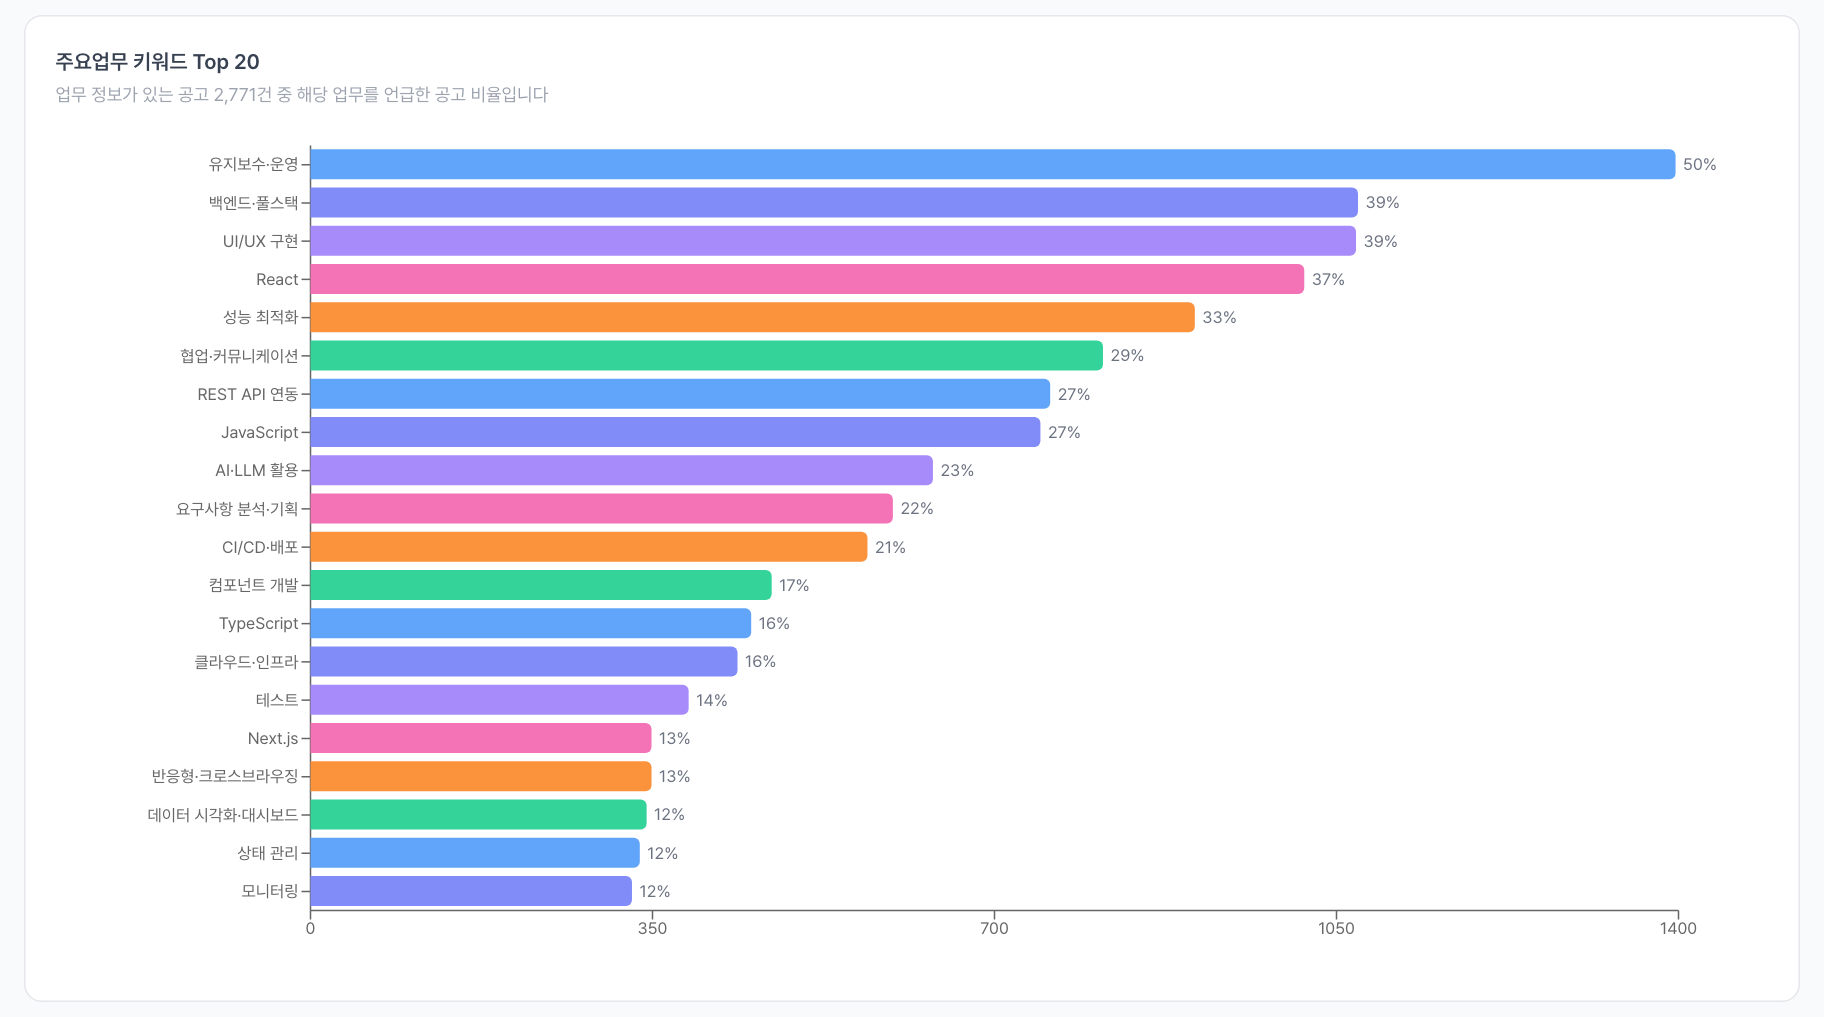 주요업무 키워드 Top 20
업무 정보가 있는 공고 2,771건 중 해당 업무를 언급한 공고 비율입니다
유지보수·운영 50%
백엔드·풀스택 39%
UI/UX 구현 39%
React 37%
성능 최적화 33%
협업·커뮤니케이션 29%
REST API 연동 27%
JavaScript 27%
AI·LLM 활용 23%
요구사항 분석·기획 22%
CI/CD·배포 21%
컴포넌트 개발 17%
TypeScript 16%
클라우드·인프라 16%
테스트 14%
Next.js 13%
반응형·크로스브라우징 13%
데이터 시각화·대시보드 12%
상태 관리 12%
모니터링 12%
0 350 700 1050 1400